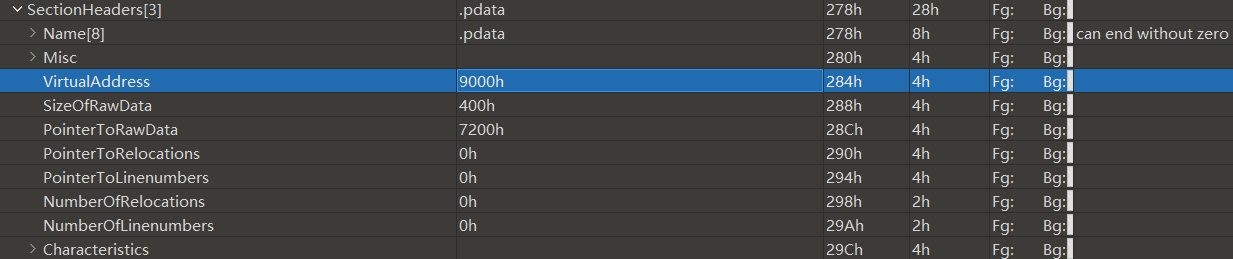 SectionHeaders[3] .pdata 278h 28h Fg: Bg:
Name[8] .pdata 278h 8h Fg: Bg: can end without zero
Misc 280h 4h Fg: Bg:
VirtualAddress 9000h 284h 4h Fg: Bg:
SizeOfRawData 400h 288h 4h Fg: Bg:
PointerToRawData 7200h 28Ch 4h Fg: Bg:
PointerToRelocations 0h 290h 4h Fg: Bg:
PointerToLinenumbers 0h 294h 4h Fg: Bg:
NumberOfRelocations 0h 298h 2h Fg: Bg:
NumberOfLinenumbers 0h 29Ah 2h Fg: Bg:
Characteristics 29Ch 4h Fg: Bg: